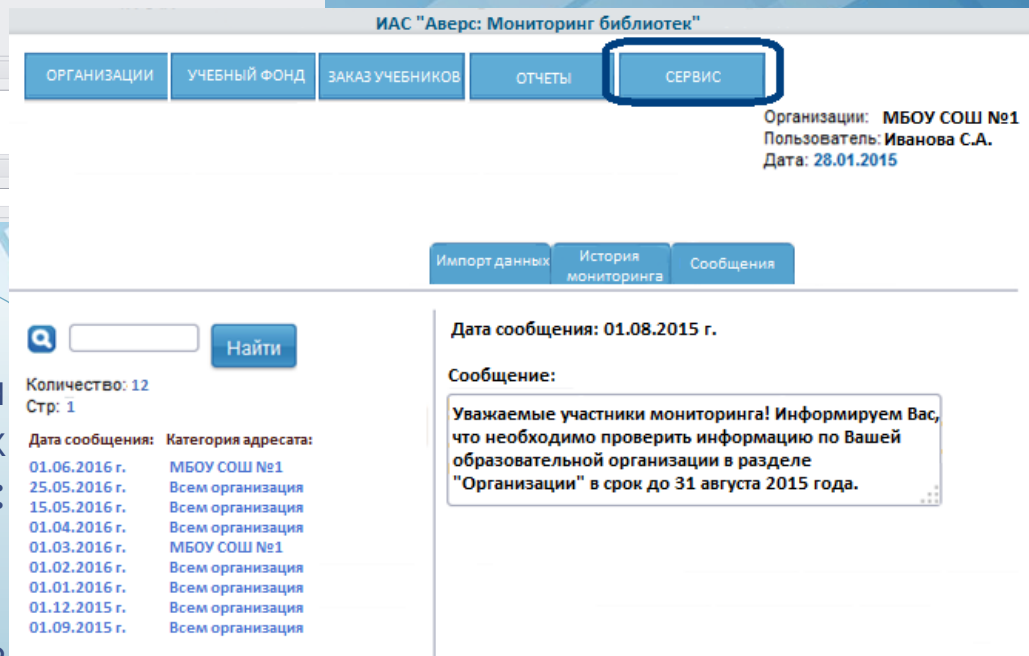 ИАС "Аверс: Мониторинг библиотек"
ОРГАНИЗАЦИИ УЧЕБНЫЙ ФОНД ЗАКАЗ УЧЕБНИКОВ ОТЧЕТЫ СЕРВИС
Организации: МБОУ СОШ №1
Пользователь: Иванова С.А.
Дата: 28.01.2015
Импорт данных История мониторинга Сообщения
Найти
Количество: 12
Стр: 1
Дата сообщения: Категория адресата:
01.06.2016 г. МБОУ СОШ №1
25.05.2016 г. Всем организация
15.05.2016 г. Всем организация
01.04.2016 г. Всем организация
01.03.2016 г. МБОУ СОШ №1
01.02.2016 г. Всем организация
01.01.2016 г. Всем организация
01.12.2015 г. Всем организация
01.09.2015 г. Всем организация
Дата сообщения: 01.08.2015 г.
Сообщение:
Уважаемые участники мониторинга! Информируем Вас,
что необходимо проверить информацию по Вашей
образовательной организации в разделе
"Организации" в срок до 31 августа 2015 года.